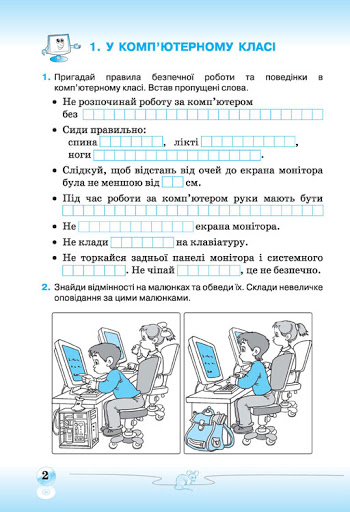 1. У КОМП'ЮТЕРНОМУ КЛАСІ
1. Пригадай правила безпечної роботи та поведінки в
комп'ютерному класі. Встав пропущені слова.
• Не розпочинай роботу за комп'ютером
без
• Сиди правильно:
спина , лікті ,
ноги .
• Слідкуй, щоб відстань від очей до екрана монітора
була не меншою від см.
• Під час роботи за комп'ютером руки мають бути
.
• Не екрана монітора.
• Не клади на клавіатуру.
• Не торкайся задньої панелі монітора і системного
. Не чіпай , це не безпечно.
2. Знайди відмінності на малюнках та обведи їх. Склади невеличке
оповідання за цими малюнками.
2